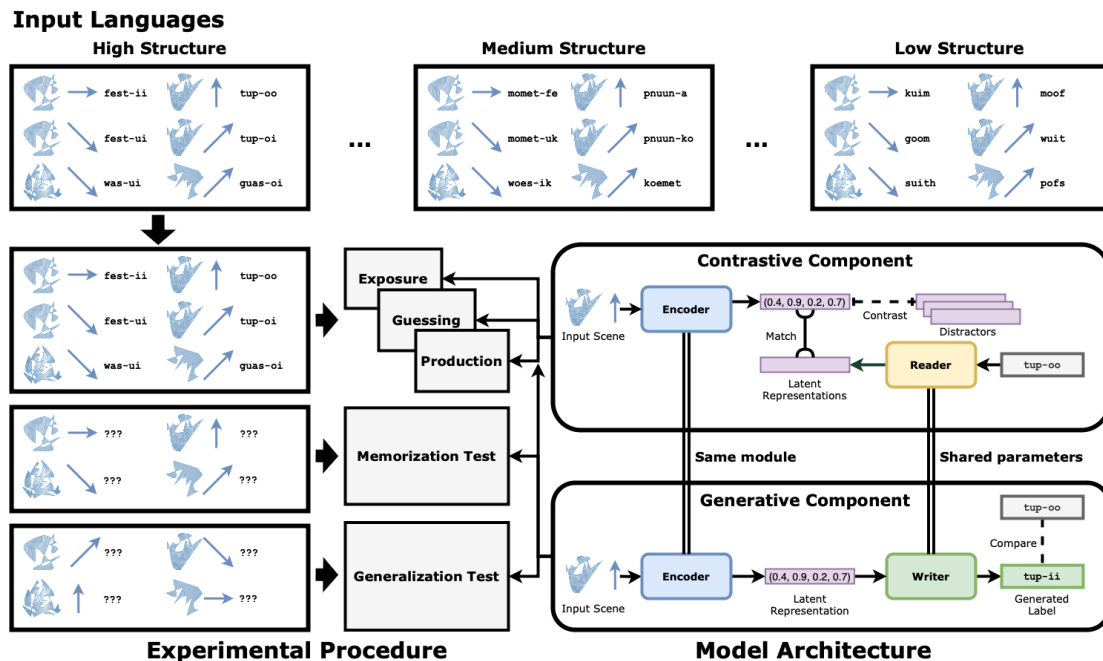 Input Languages
High Structure
Medium Structure
Low Structure
fest-ii
tup-oo
fest-ui
tup-oi
was-ui
guas-oi
...
momet-fe
pnuun-a
momet-uk
pnuun-ko
woes-ik
koemet
...
kuim
moof
goom
wuit
suith
pofs
fest-ii
tup-oo
fest-ui
tup-oi
was-ui
guas-oi
Exposure
Guessing
Production
???
???
???
???
Memorization Test
???
???
???
???
Generalization Test
Contrastive Component
Input Scene
Encoder
(0.4, 0.9, 0.2, 0.7)
Contrast
Distractors
Match
Latent
Representations
Reader
tup-oo
Same module
Shared parameters
Generative Component
tup-oo
Compare
Input Scene
Encoder
(0.4, 0.9, 0.2, 0.7)
Latent
Representation
Writer
tup-ii
Generated
Label
Experimental Procedure
Model Architecture